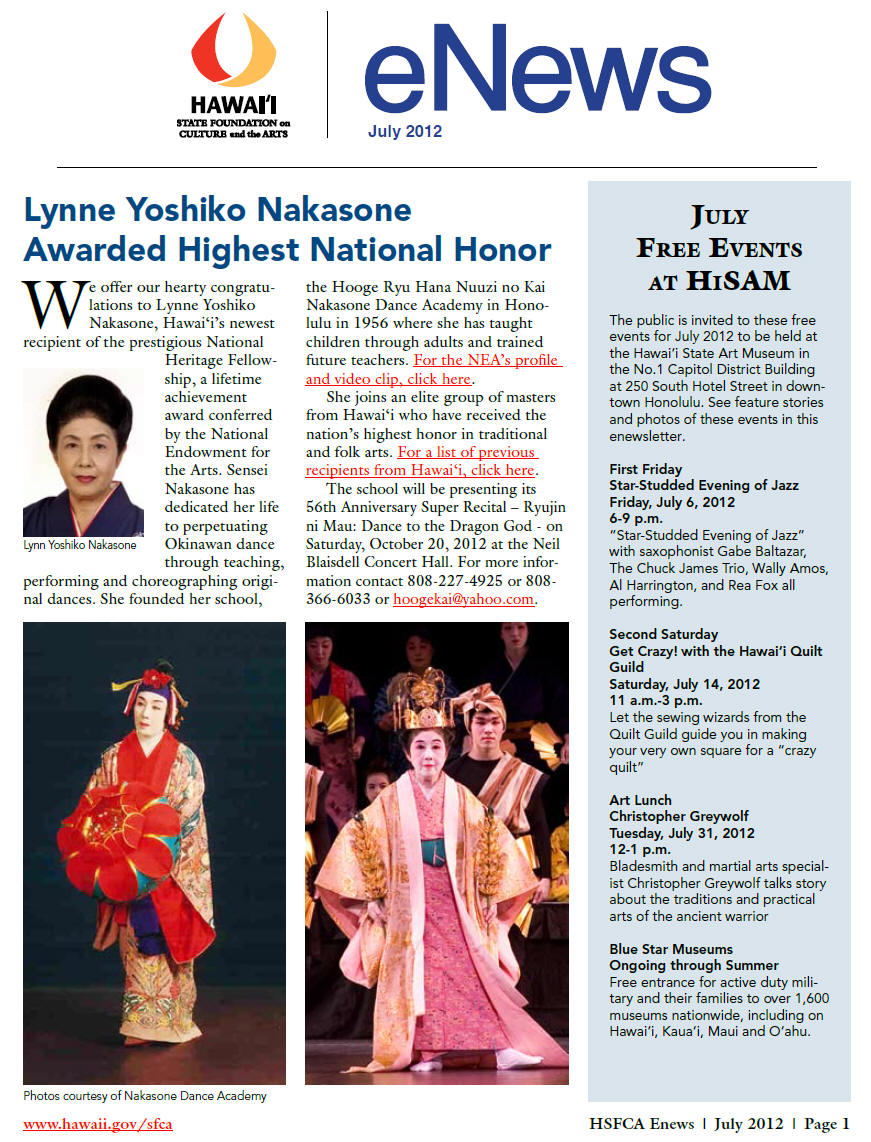 HAWAI‘I
STATE FOUNDATION on
CULTURE and the ARTS
eNews
July 2012
Lynne Yoshiko Nakasone
Awarded Highest National Honor
We offer our hearty congratu-
lations to Lynne Yoshiko
Nakasone, Hawai‘i’s newest
recipient of the prestigious National
Heritage Fellow-
ship, a lifetime
achievement
award conferred
by the National
Endowment for
the Arts. Sensei
Nakasone has
dedicated her life
to perpetuating
Okinawan dance
through teaching,
performing and choreographing origi-
nal dances. She founded her school,
Lynn Yoshiko Nakasone
the Hooge Ryu Hana Nuuzi no Kai
Nakasone Dance Academy in Hono-
lulu in 1956 where she has taught
children through adults and trained
future teachers. For the NEA’s profile
and video clip, click here.
She joins an elite group of masters
from Hawai‘i who have received the
nation’s highest honor in traditional
and folk arts. For a list of previous
recipients from Hawai‘i, click here.
The school will be presenting its
56th Anniversary Super Recital – Ryujin
ni Mau: Dance to the Dragon God - on
Saturday, October 20, 2012 at the Neil
Blaisdell Concert Hall. For more infor-
mation contact 808-227-4925 or 808-
366-6033 or hoogekai@yahoo.com.
Photos courtesy of Nakasone Dance Academy
July
Free Events
at HiSAM
The public is invited to these free
events for July 2012 to be held at
the Hawai’i State Art Museum in
the No.1 Capitol District Building
at 250 South Hotel Street in down-
town Honolulu. See feature stories
and photos of these events in this
enewsletter.
First Friday
Star-Studded Evening of Jazz
Friday, July 6, 2012
6-9 p.m.
“Star-Studded Evening of Jazz”
with saxophonist Gabe Baltazar,
The Chuck James Trio, Wally Amos,
Al Harrington, and Rea Fox all
performing.
Second Saturday
Get Crazy! with the Hawai’i Quilt
Guild
Saturday, July 14, 2012
11 a.m.-3 p.m.
Let the sewing wizards from the
Quilt Guild guide you in making
your very own square for a “crazy
quilt”
Art Lunch
Christopher Greywolf
Tuesday, July 31, 2012
12-1 p.m.
Bladesmith and martial arts special-
ist Christopher Greywolf talks story
about the traditions and practical
arts of the ancient warrior
Blue Star Museums
Ongoing through Summer
Free entrance for active duty mili-
tary and their families to over 1,600
museums nationwide, including on
Hawai’i, Kaua’i, Maui and O’ahu.
www.hawaii.gov/sfca
HSFCA Enews | July 2012 | Page 1